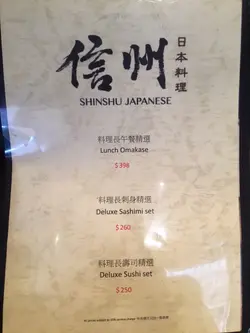 信州
日本料理
SHINSHU JAPANESE
料理長午餐精選
Lunch Omakase
$398
料理長刺身精選
Deluxe Sashimi set
$260
料理長壽司精選
Deluxe Sushi set
$250